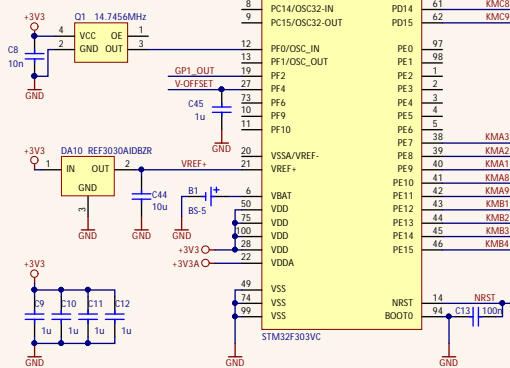 8 PC14/OSC32-IN PD14 61 KMC8
9 PC15/OSC32-OUT PD15 62 KMC9
Q1 14.7456MHz
+3V3
4 VCC OE 1
2 GND OUT 3
C8
10n
GND
12 PF0/OSC_IN PE0 97
13 PF1/OSC_OUT PE1 98
GP1_OUT 19 PF2 PE2 1
V-OFFSET 27 PF4 PE3 2
73 PF6 PE4 3
10 PF9 PE5 4
11 PF10 PE6 5
C45
1u
GND
PE7 38 KMA3
20 VSSA/VREF- PE8 39 KMA2
VREF+ 21 VREF+ PE9 40 KMA1
DA10 REF3030AIDBZR
+3V3
1 IN OUT 2
GND
3
GND
C44
10u
GND
PE10 41 KMA8
B1
BS-5
GND
6 VBAT PE11 42 KMA9
50 VDD PE12 43 KMB1
75 VDD PE13 44 KMB2
100 VDD PE14 45 KMB3
+3V3 28 VDD PE15 46 KMB4
+3V3A 22 VDDA
+3V3
C9 C10 C11 C12
1u 1u 1u 1u
GND
49 VSS
74 VSS NRST 14 NRST
99 VSS BOOT0 94
C13 100n
STM32F303VC
GND
GND